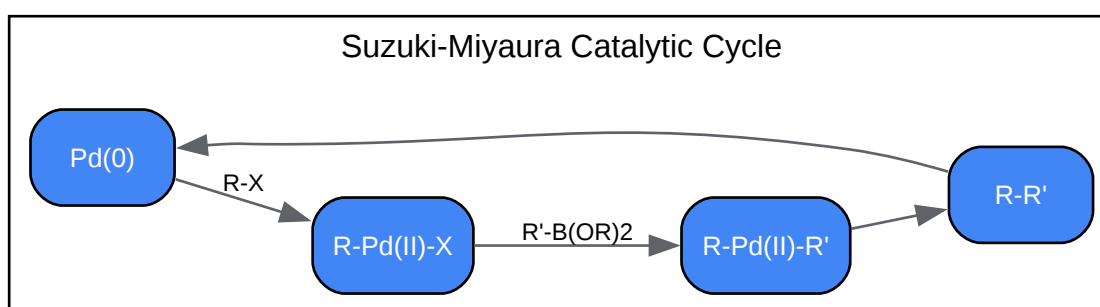 Suzuki-Miyaura Catalytic Cycle
Pd(0)
R-X
R-Pd(II)-X
R'-B(OR)2
R-Pd(II)-R'
R-R'